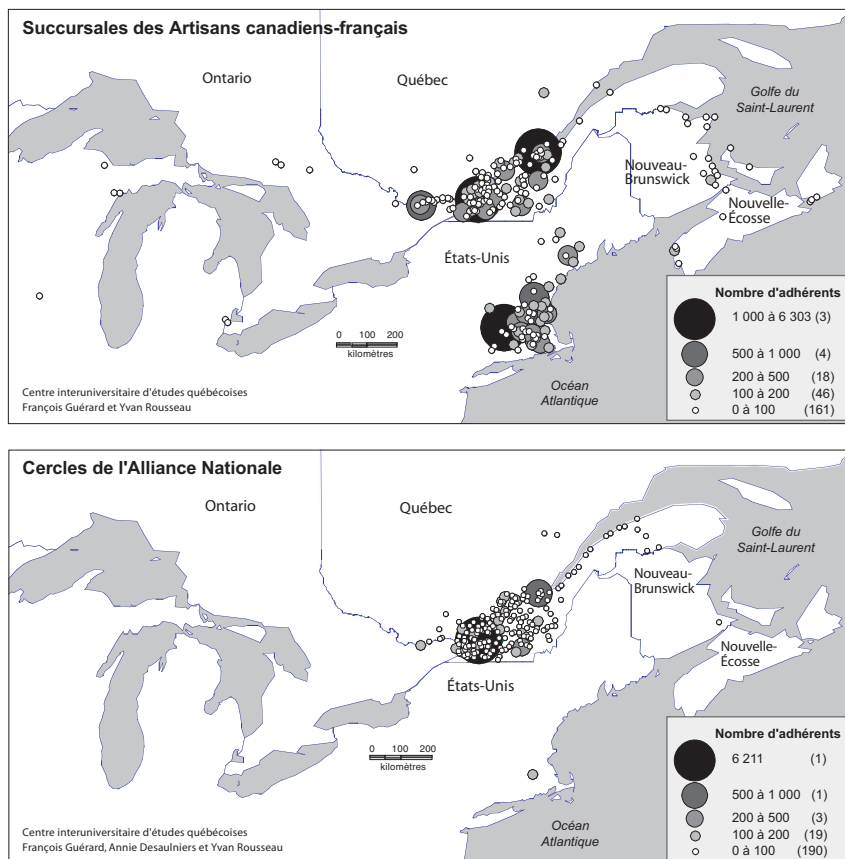 Succursales des Artisans canadiens-français
Ontario
Québec
Golfe du
Saint-Laurent
Nouveau-
Brunswick
Nouvelle-
Écosse
États-Unis
0 100 200
kilomètres
Océan
Atlantique
Nombre d'adhérents
1 000 à 6 303 (3)
500 à 1 000 (4)
200 à 500 (18)
100 à 200 (46)
0 à 100 (161)
Centre interuniversitaire d'études québécoises
François Guérard et Yvan Rousseau
Cercles de l'Alliance Nationale
Ontario
Québec
Golfe du
Saint-Laurent
Nouveau-
Brunswick
Nouvelle-
Écosse
États-Unis
0 100 200
kilomètres
Océan
Atlantique
Nombre d'adhérents
6 211 (1)
500 à 1 000 (1)
200 à 500 (3)
100 à 200 (19)
0 à 100 (190)
Centre interuniversitaire d'études québécoises
François Guérard, Annie Desaulniers et Yvan Rousseau